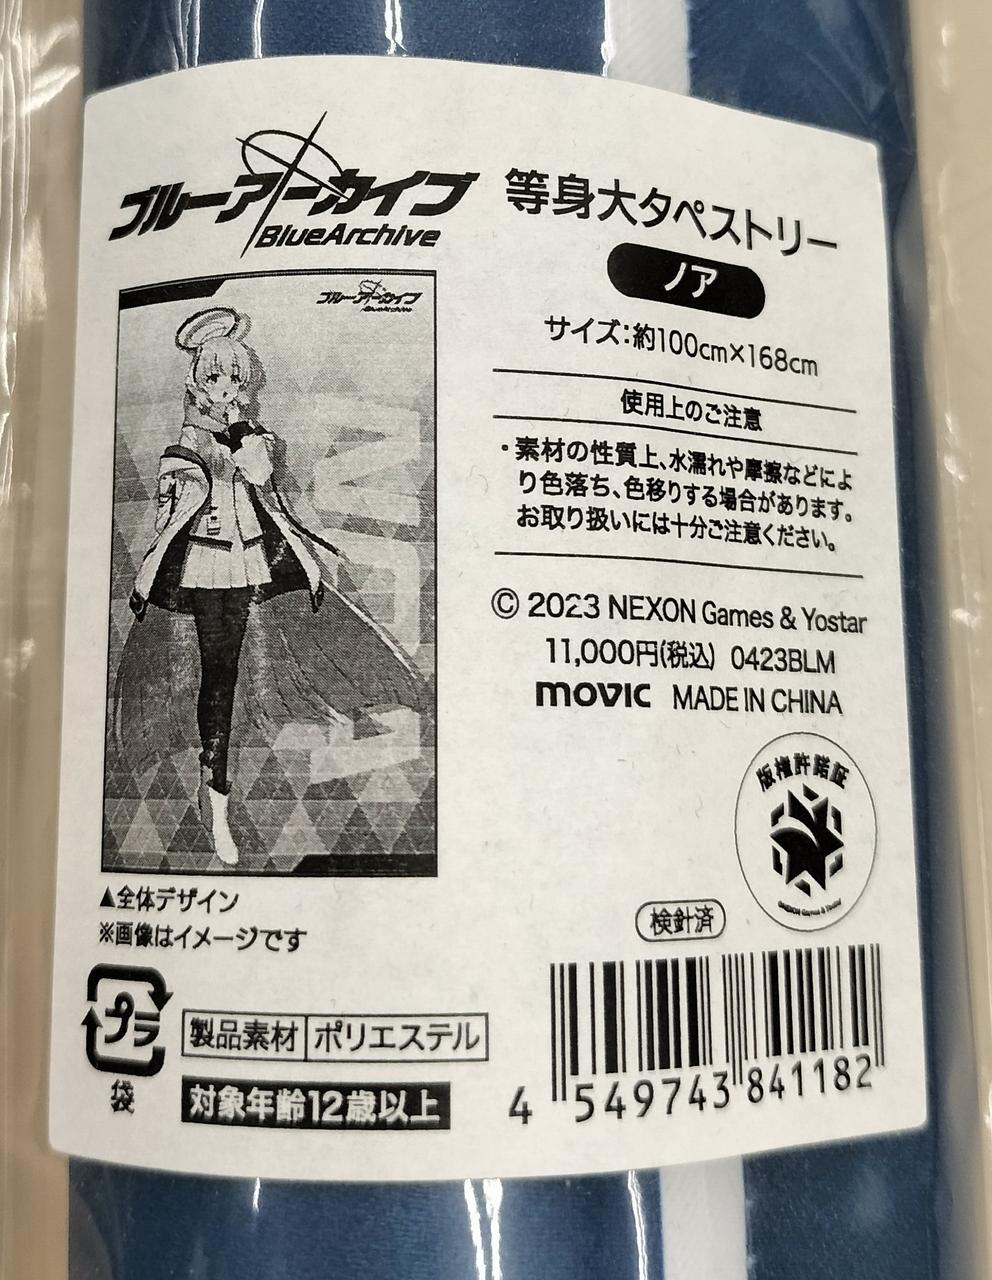 ブルーアーカイブ
BlueArchive
等身大タペストリー
ノア
サイズ:約100cm×168cm
使用上のご注意
・素材の性質上、水濡れや摩擦などによ
り色落ち、色移りする場合があります。
お取り扱いには十分ご注意ください。
© 2023 NEXON Games & Yostar
11,000円(税込) 0423BLM
movic MADE IN CHINA
版権許諾証
NEXON Games & Yostar
ブルーアーカイブ
BlueArchive
▲全体デザイン
※画像はイメージです
検針済
プラ
袋
製品素材 ポリエステル
対象年齢12歳以上
4 549743 841182